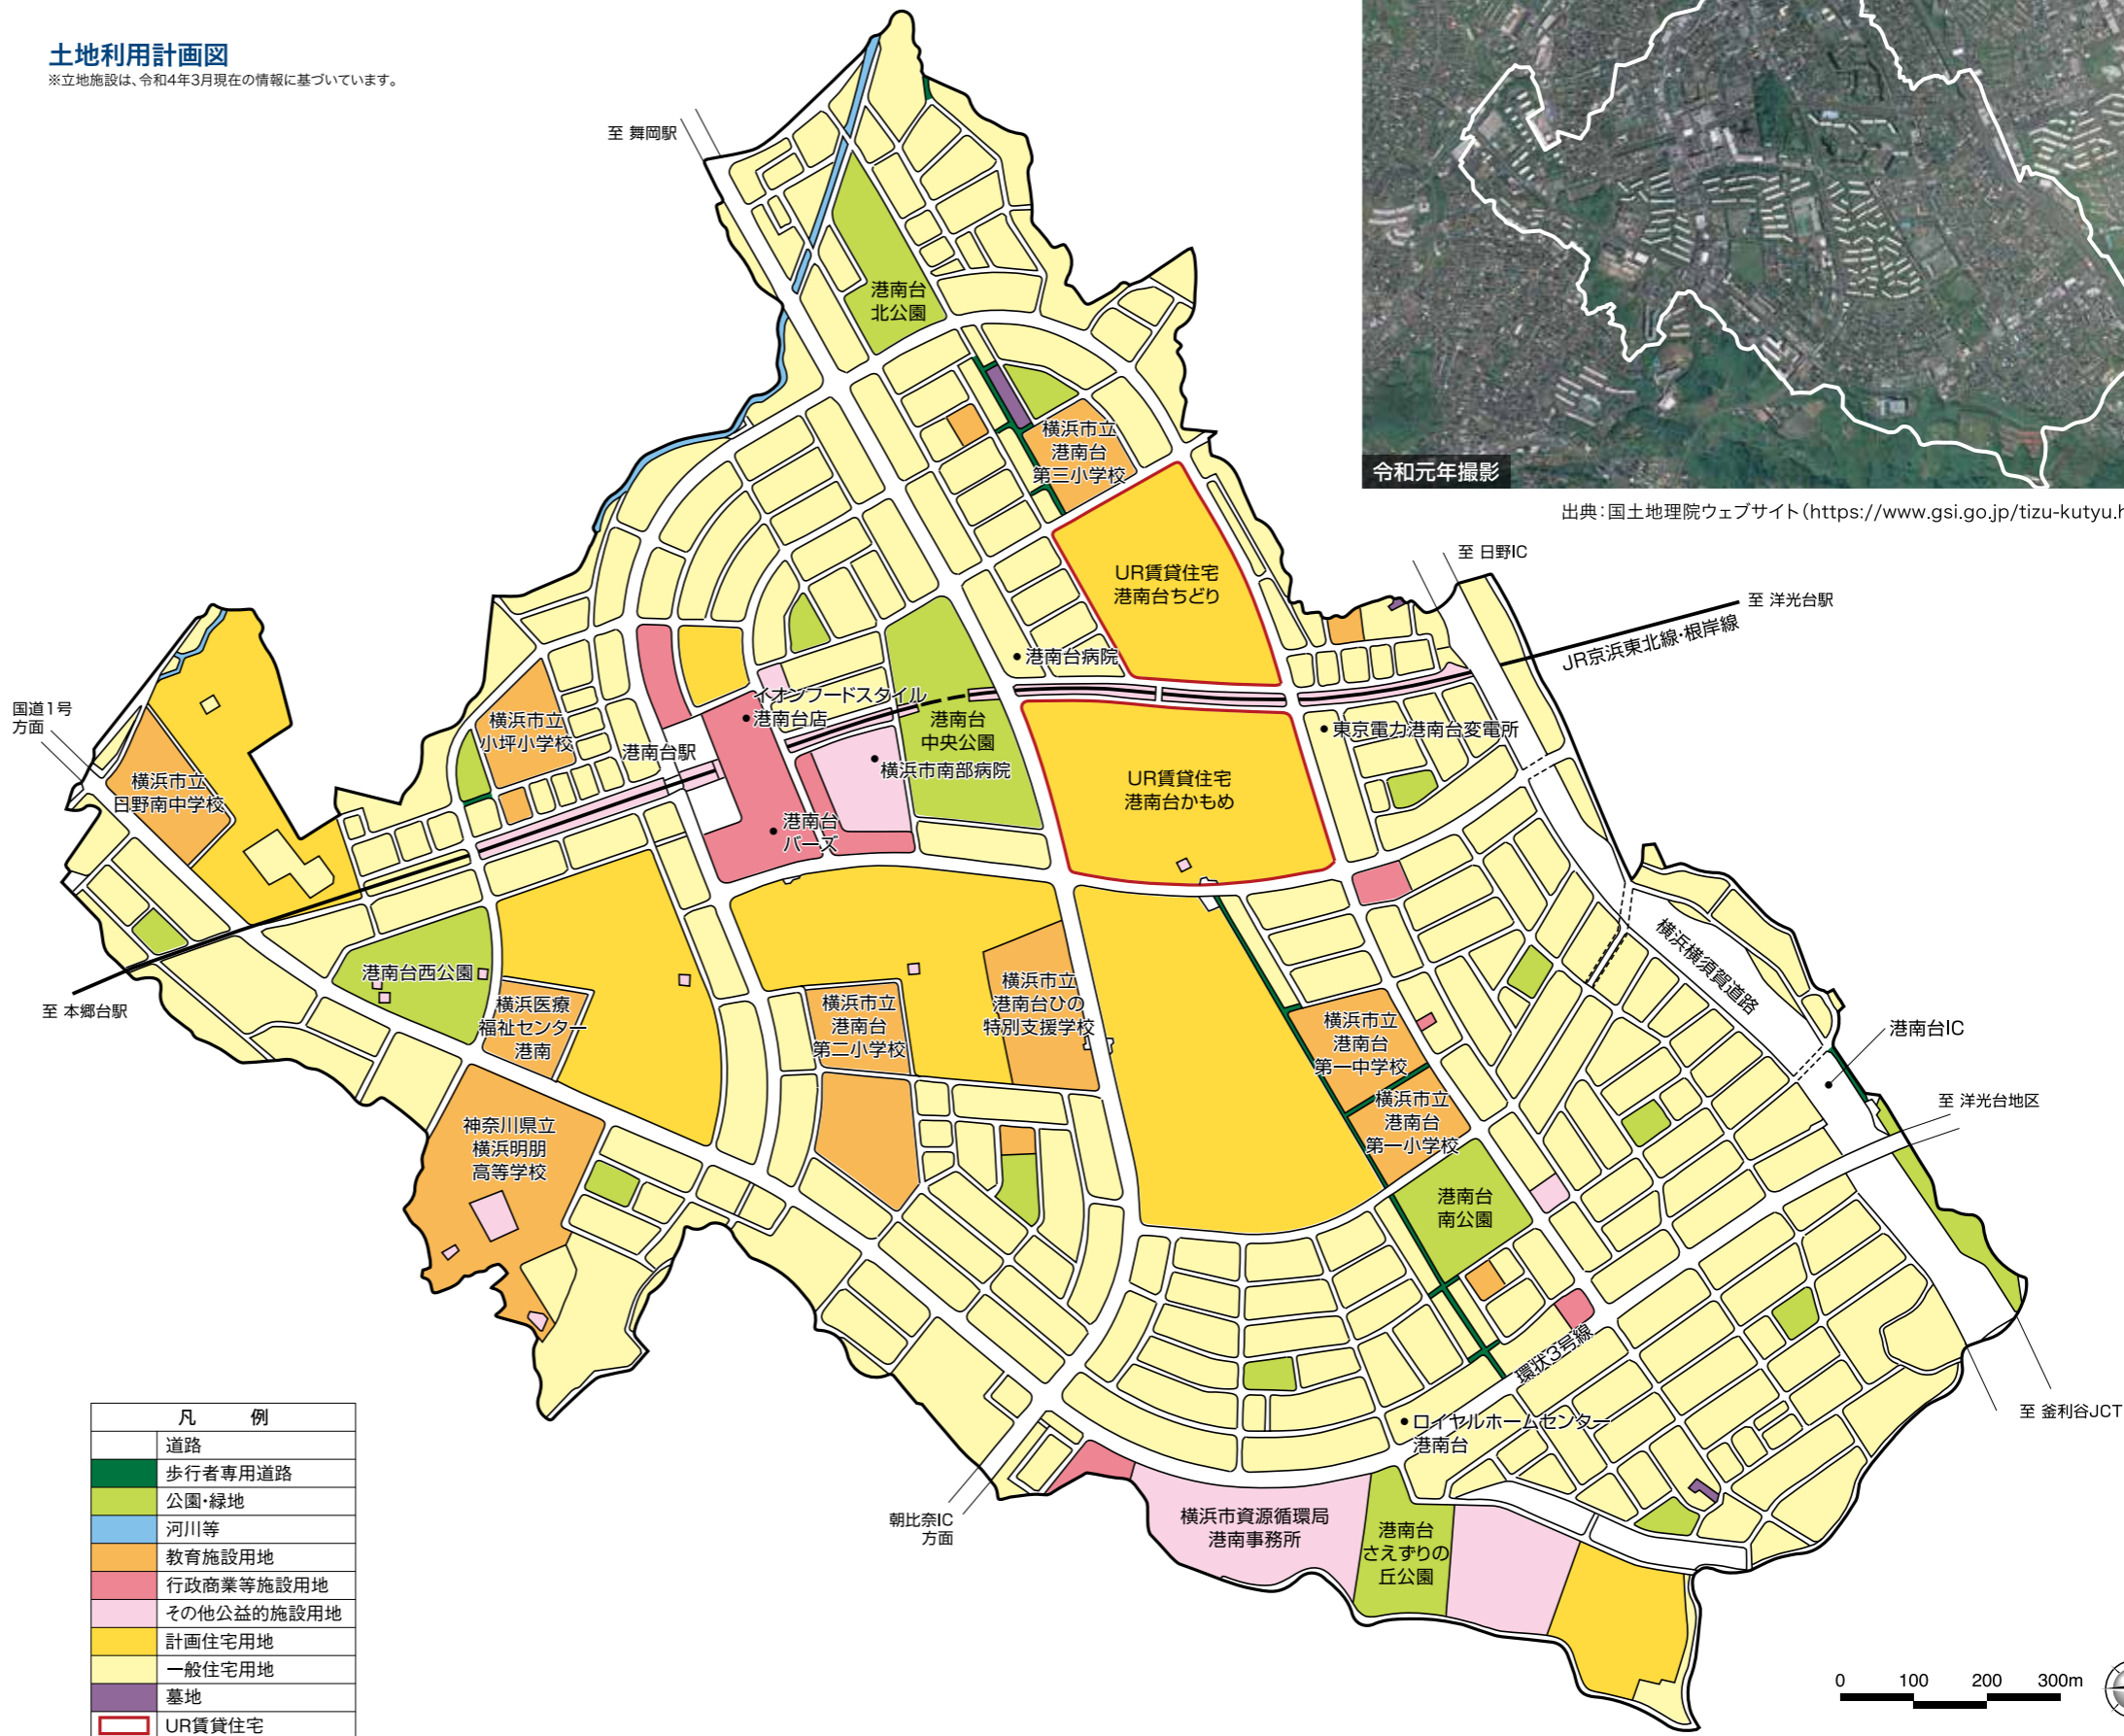 土地利用計画図
※立地施設は、令和4年3月現在の情報に基づいています。
令和元年撮影
出典：国土地理院ウェブサイト（https://www.gsi.go.jp/tizu-kutyu.h
至 舞岡駅
港南台
北公園
横浜市立
港南台
第三小学校
UR賃貸住宅
港南台ちどり
至 日野IC
至 洋光台駅
JR京浜東北線・根岸線
港南台病院
イオンフードスタイル
港南台店
港南台
中央公園
東京電力港南台変電所
国道1号
方面
横浜市立
小坪小学校
港南台駅
横浜市南部病院
横浜市立
日野南中学校
UR賃貸住宅
港南台かもめ
港南台
バーズ
港南台西公園
至 本郷台駅
横浜医療
福祉センター
港南
横浜市立
港南台
第二小学校
横浜市立
港南台ひの
特別支援学校
横浜横須賀道路
横浜市立
港南台
第一中学校
港南台IC
横浜市立
港南台
第一小学校
至 洋光台地区
神奈川県立
横浜明朋
高等学校
港南台
南公園
環状3号線
至 釜利谷JCT
ロイヤルホームセンター
港南台
朝比奈IC
方面
横浜市資源循環局
港南事務所
港南台
さえずりの
丘公園
凡 例
道路
歩行者専用道路
公園・緑地
河川等
教育施設用地
行政商業等施設用地
その他公益的施設用地
計画住宅用地
一般住宅用地
墓地
UR賃貸住宅
0 100 200 300m